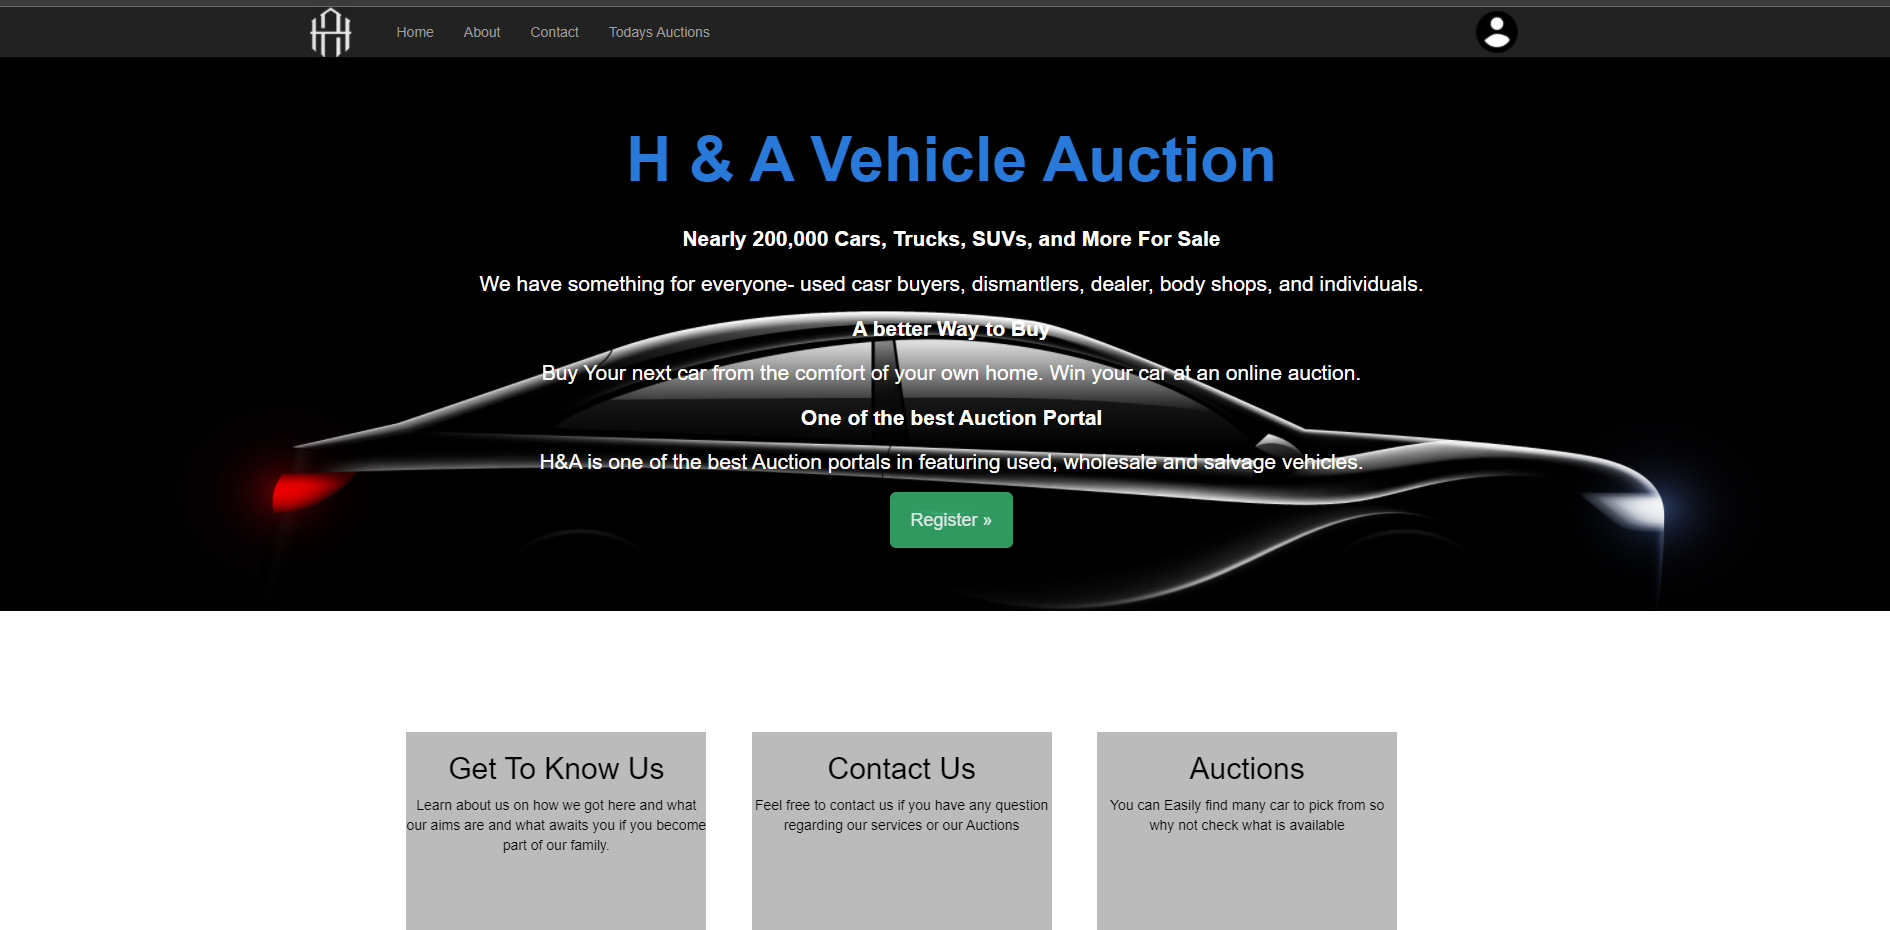 Home About Contact Todays Auctions
H & A Vehicle Auction
Nearly 200,000 Cars, Trucks, SUVs, and More For Sale
We have something for everyone- used casr buyers, dismantlers, dealer, body shops, and individuals.
A better Way to Buy
Buy Your next car from the comfort of your own home. Win your car at an online auction.
One of the best Auction Portal
H&A is one of the best Auction portals in featuring used, wholesale and salvage vehicles.
Register »
Get To Know Us
Learn about us on how we got here and what
our aims are and what awaits you if you become
part of our family.
Contact Us
Feel free to contact us if you have any question
regarding our services or our Auctions
Auctions
You can Easily find many car to pick from so
why not check what is available